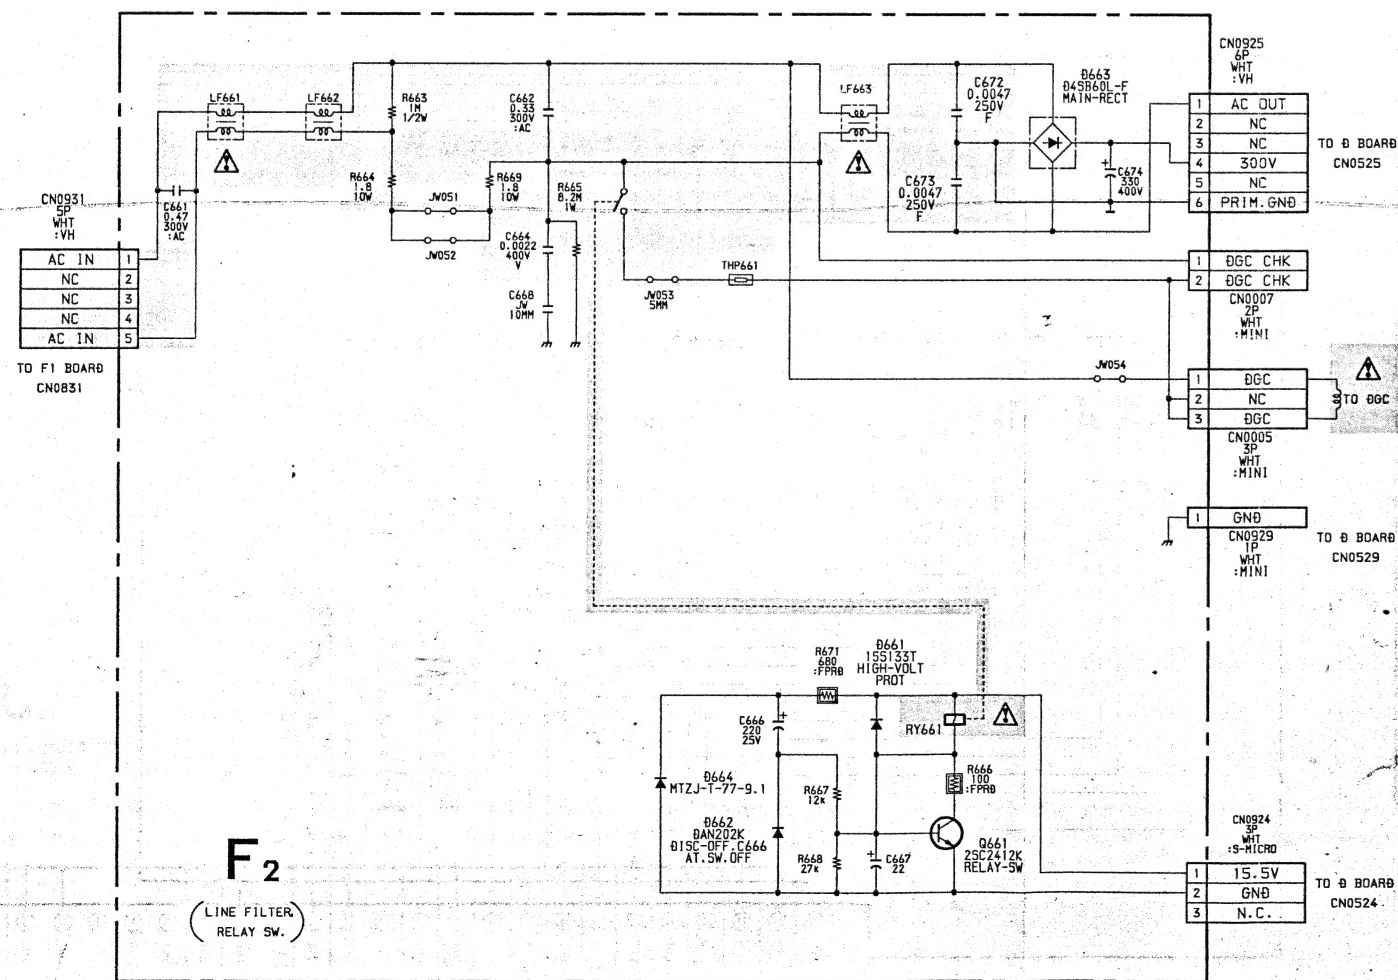 CN0925
6P
WHT
:VH
1 AC OUT
2 NC
3 NC
4 300V
5 NC
6 PRIM.GND
TO D BOARD
CN0525
LF661
LF662
R663
1M
1/2W
C662
0.33
300V
:AC
LF663
C672
0.0047
250V
F
D663
D4SB60L-F
MAIN-RECT
C674
330
400V
C673
0.0047
250V
F
R664
1.8
10W
R669
1.8
10W
R665
8.2M
1W
JW051
JW052
C661
0.47
300V
:AC
CN0931
5P
WHT
:VH
AC IN 1
NC 2
NC 3
NC 4
AC IN 5
TO F1 BOARD
CN0831
C664
0.0022
400V
V
C668
JW
10MM
JW053
5MM
THP661
1 DGC CHK
2 DGC CHK
CN0007
2P
WHT
:MINI
JW054
1 DGC
2 NC
3 DGC
TO DGC
CN0005
3P
WHT
:MINI
1 GND
CN0929
1P
WHT
:MINI
TO D BOARD
CN0529
R671
680
:FPRD
D661
1SS133T
HIGH-VOLT
PROT
C666
220
25V
RY661
D664
MTZJ-T-77-9.1
R667
12k
R666
100
:FPRD
D662
DAN202K
DISC-OFF.C666
AT.SW.OFF
R668
27k
C667
22
Q661
2SC2412K
RELAY-SW
CN0924
3P
WHT
:S-MICRO
1 15.5V
2 GND
3 N.C.
TO D BOARD
CN0524
F2
(LINE FILTER,
RELAY SW.)